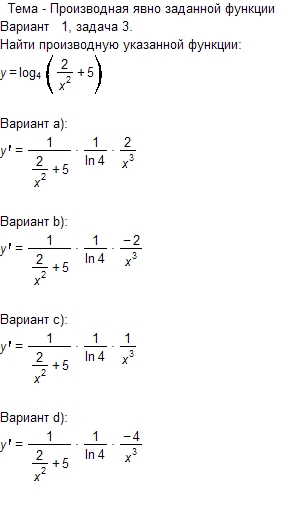 Тема - Производная явно заданной функции
Вариант 1, задача 3.
Найти производную указанной функции:
y = log₄ ( 2/x² + 5 )
Вариант a):
y' = 1/(2/x² + 5) · 1/ln 4 · 2/x³
Вариант b):
y' = 1/(2/x² + 5) · 1/ln 4 · −2/x³
Вариант c):
y' = 1/(2/x² + 5) · 1/ln 4 · 1/x³
Вариант d):
y' = 1/(2/x² + 5) · 1/ln 4 · −4/x³